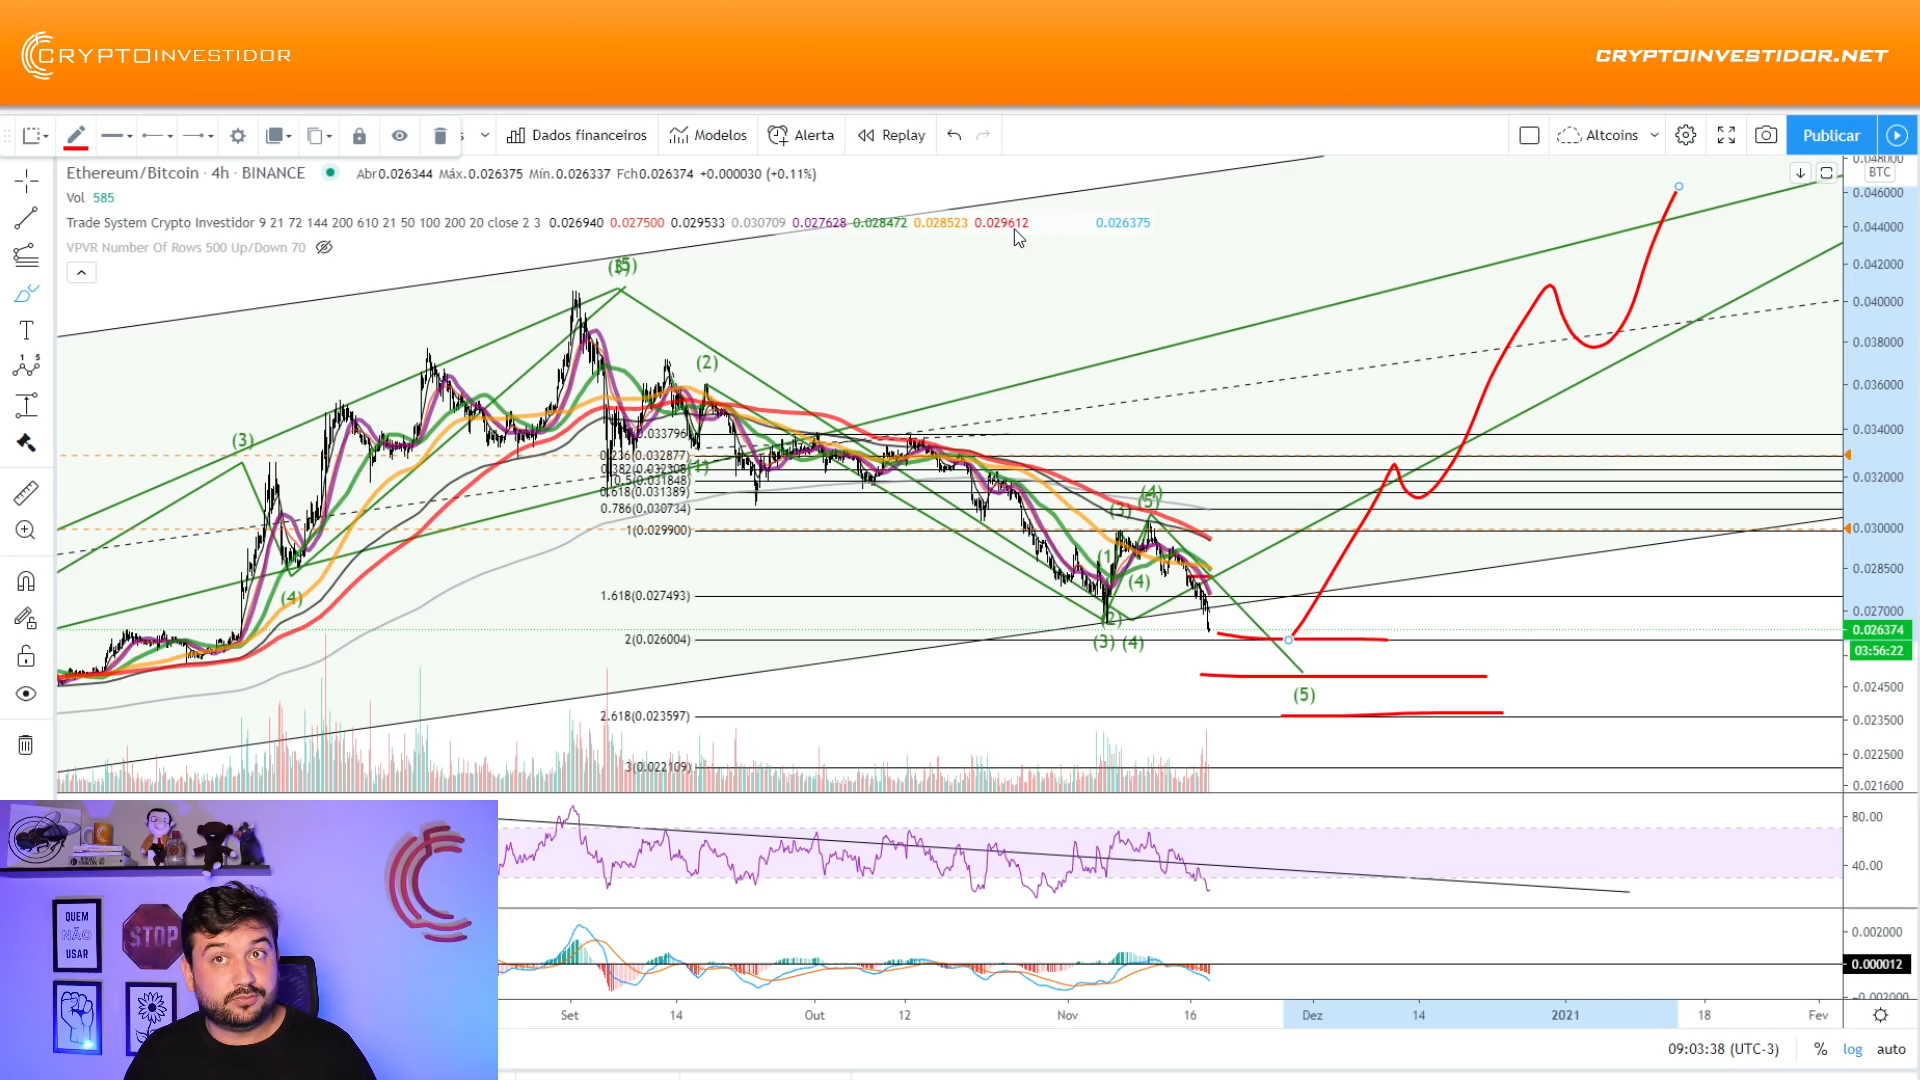 CRYPTOINVESTIDOR
CRYPTOINVESTIDOR.NET
Dados financeiros
Modelos
Alerta
Replay
Altcoins
Publicar
Ethereum/Bitcoin · 4h · BINANCE
Abr0.026344 Máx.0.026375 Mín.0.026337 Fch0.026374 +0.000030 (+0.11%)
BTC
Vol 585
Trade System Crypto Investidor 9 21 72 144 200 610 21 50 100 200 20 close 2 3 0.026940 0.027500 0.029533 0.030709 0.027628 0.028472 0.028523 0.029612 0.026375
VPVR Number Of Rows 500 Up/Down 70
0.048000
0.046000
0.044000
0.042000
0.040000
0.038000
0.036000
0.034000
0.032000
0.030000
0.028500
0.027000
0.026374
03:56:22
0.024500
0.023500
0.022500
0.021600
(3)
(4)
(5)
(2)
(1)
0.236(0.032877)
0.382(0.032308)
0.5(0.031848)
0.618(0.031389)
0.786(0.030734)
1(0.029900)
1.618(0.027493)
2(0.026004)
2.618(0.023597)
3(0.022109)
(4)
(3)
(4)
(2)
(3) (4)
(5)
80.00
40.00
0.002000
0.000012
QUEM
NÃO
USAR
STOP
Set
14
Out
12
Nov
16
Dez
14
2021
18
Fev
09:03:38 (UTC-3)
%
log
auto